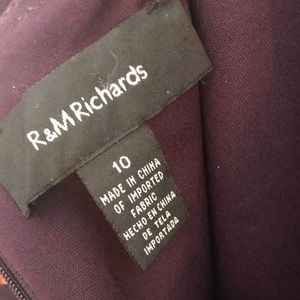 R&M Richards
10
MADE IN CHINA
OF IMPORTED
FABRIC
HECHO EN CHINA
DE TELA
IMPORTADA